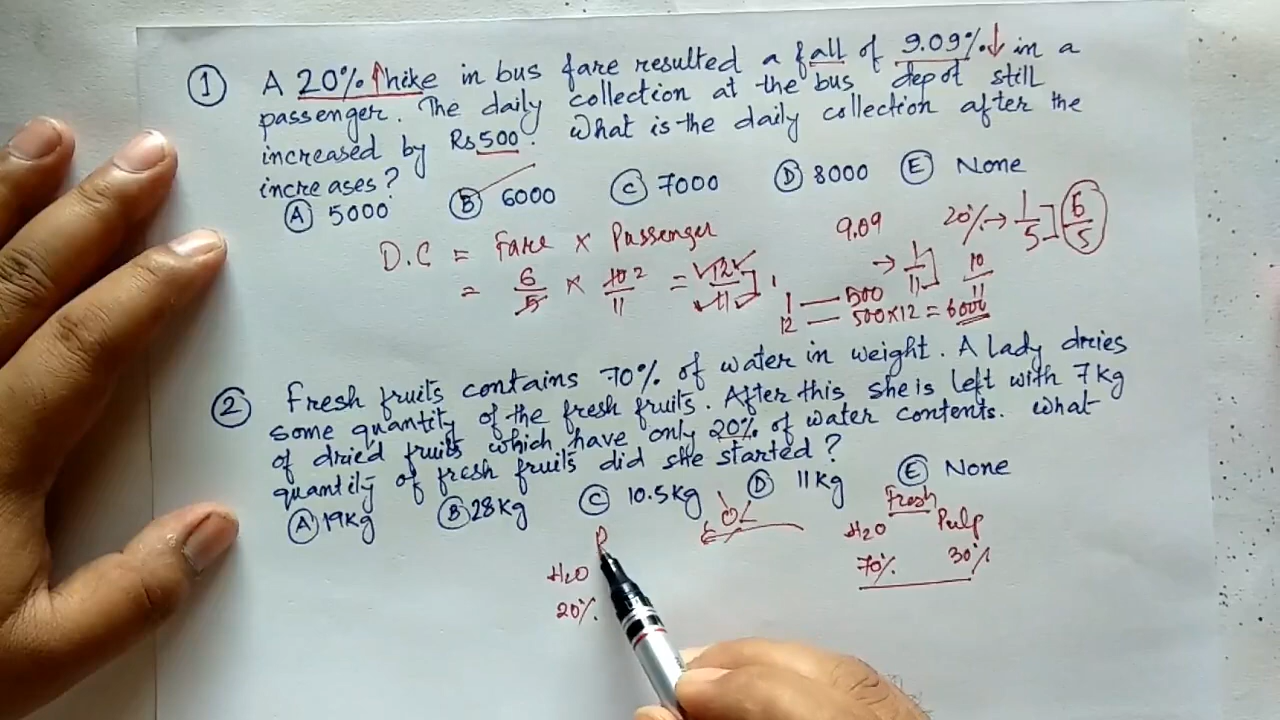 ① A 20% ↑ hike in bus fare resulted a fall of 9.09% ↓ in a
passenger. The daily collection at the bus depot still
increased by Rs 500. What is the daily collection after the
increases?
Ⓐ 5000 Ⓑ 6000 Ⓒ 7000 Ⓓ 8000 Ⓔ None
D.C = Fare × Passenger
9.09 20% → 1/5 6/5
= 6/5 × 10/11 2 = 12/11 1
→ 1/11 10/11
1 — 500
12 — 500×12 = 6000
② Fresh fruits contains 70% of water in weight. A lady dries
some quantity of the fresh fruits. After this she is left with 7kg
of dried fruits which have only 20% of water contents. What
quantity of fresh fruits did she started?
Ⓐ 19kg Ⓑ 28kg Ⓒ 10.5kg Ⓓ 11kg Ⓔ None
Fresh
H₂O Pulp
70% 30%
H₂O P
20%